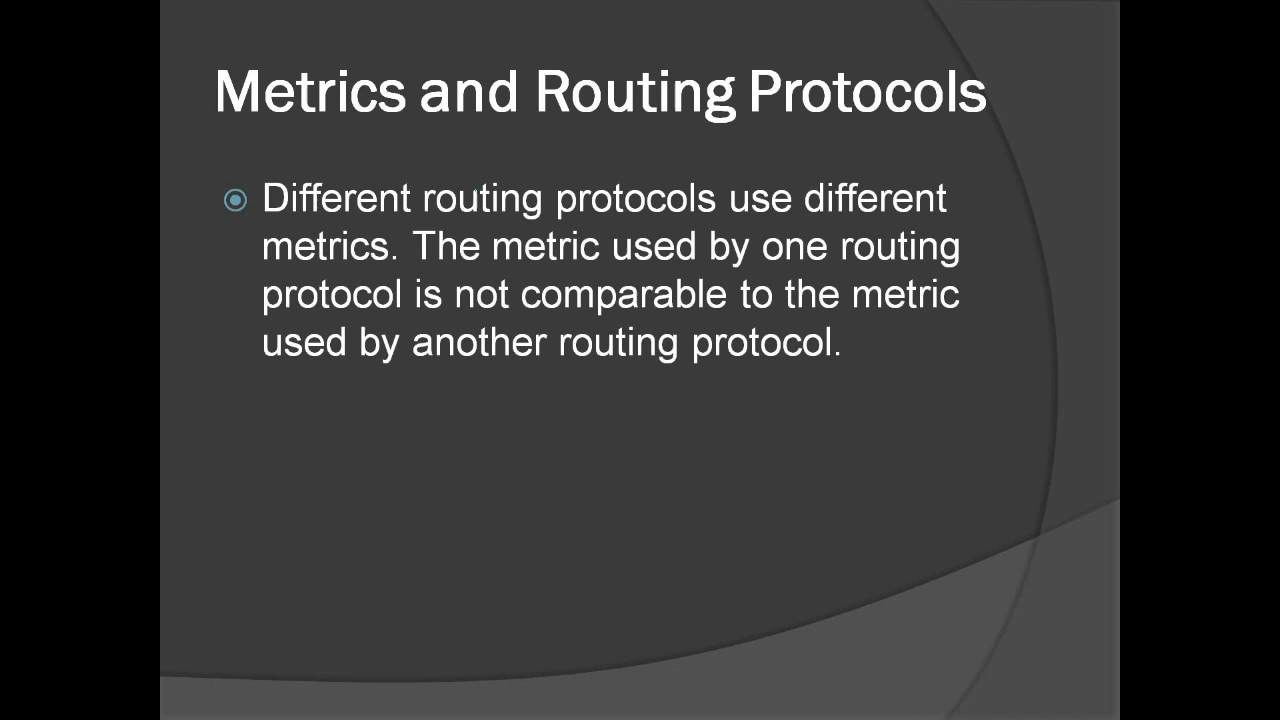 Metrics and Routing Protocols
Different routing protocols use different
metrics. The metric used by one routing
protocol is not comparable to the metric
used by another routing protocol.